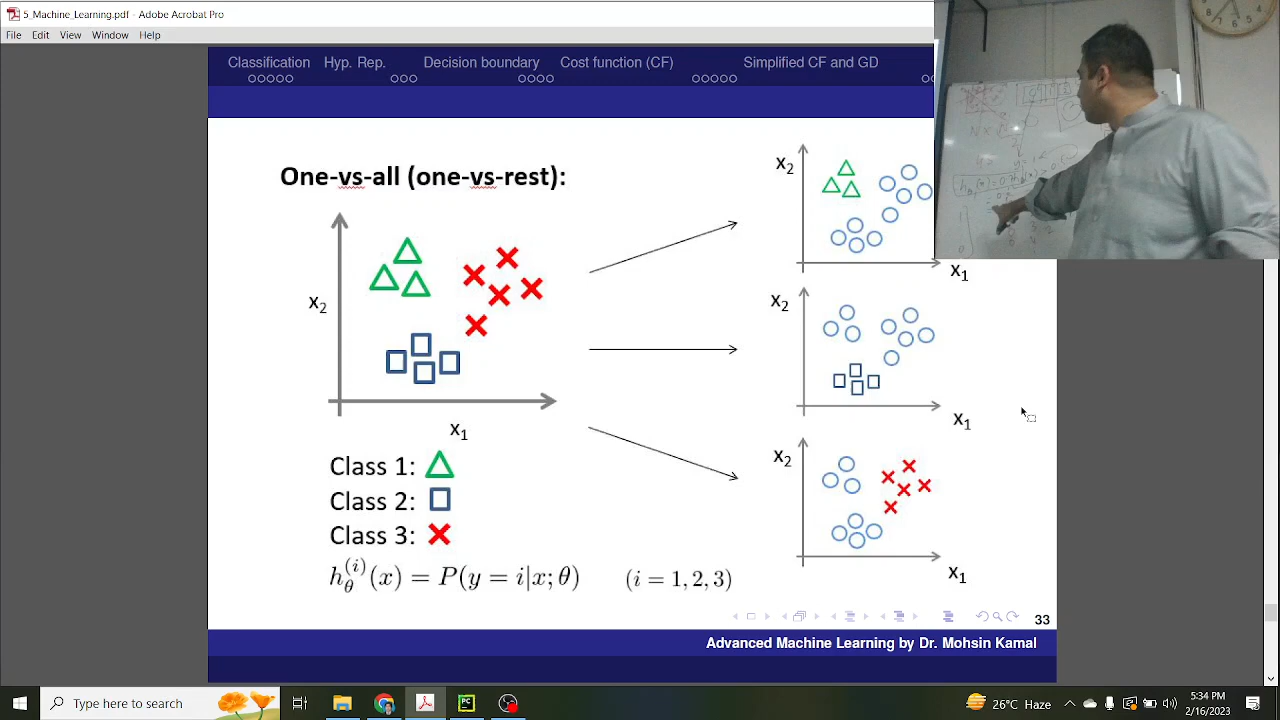 5_Machine_Learning.pdf - Adobe Acrobat Pro
File Edit View Window Help
Classification Hyp. Rep. Decision boundary Cost function (CF) Simplified CF and GD
One-vs-all (one-vs-rest):
x2
x1
Class 1:
Class 2:
Class 3:
h_θ^(i)(x) = P(y = i|x; θ) (i = 1, 2, 3)
x2
x1
x2
x1
x2
x1
33
Advanced Machine Learning by Dr. Mohsin Kamal
Type here to search
PC
26°C Haze
5:34 PM
2/16/2023